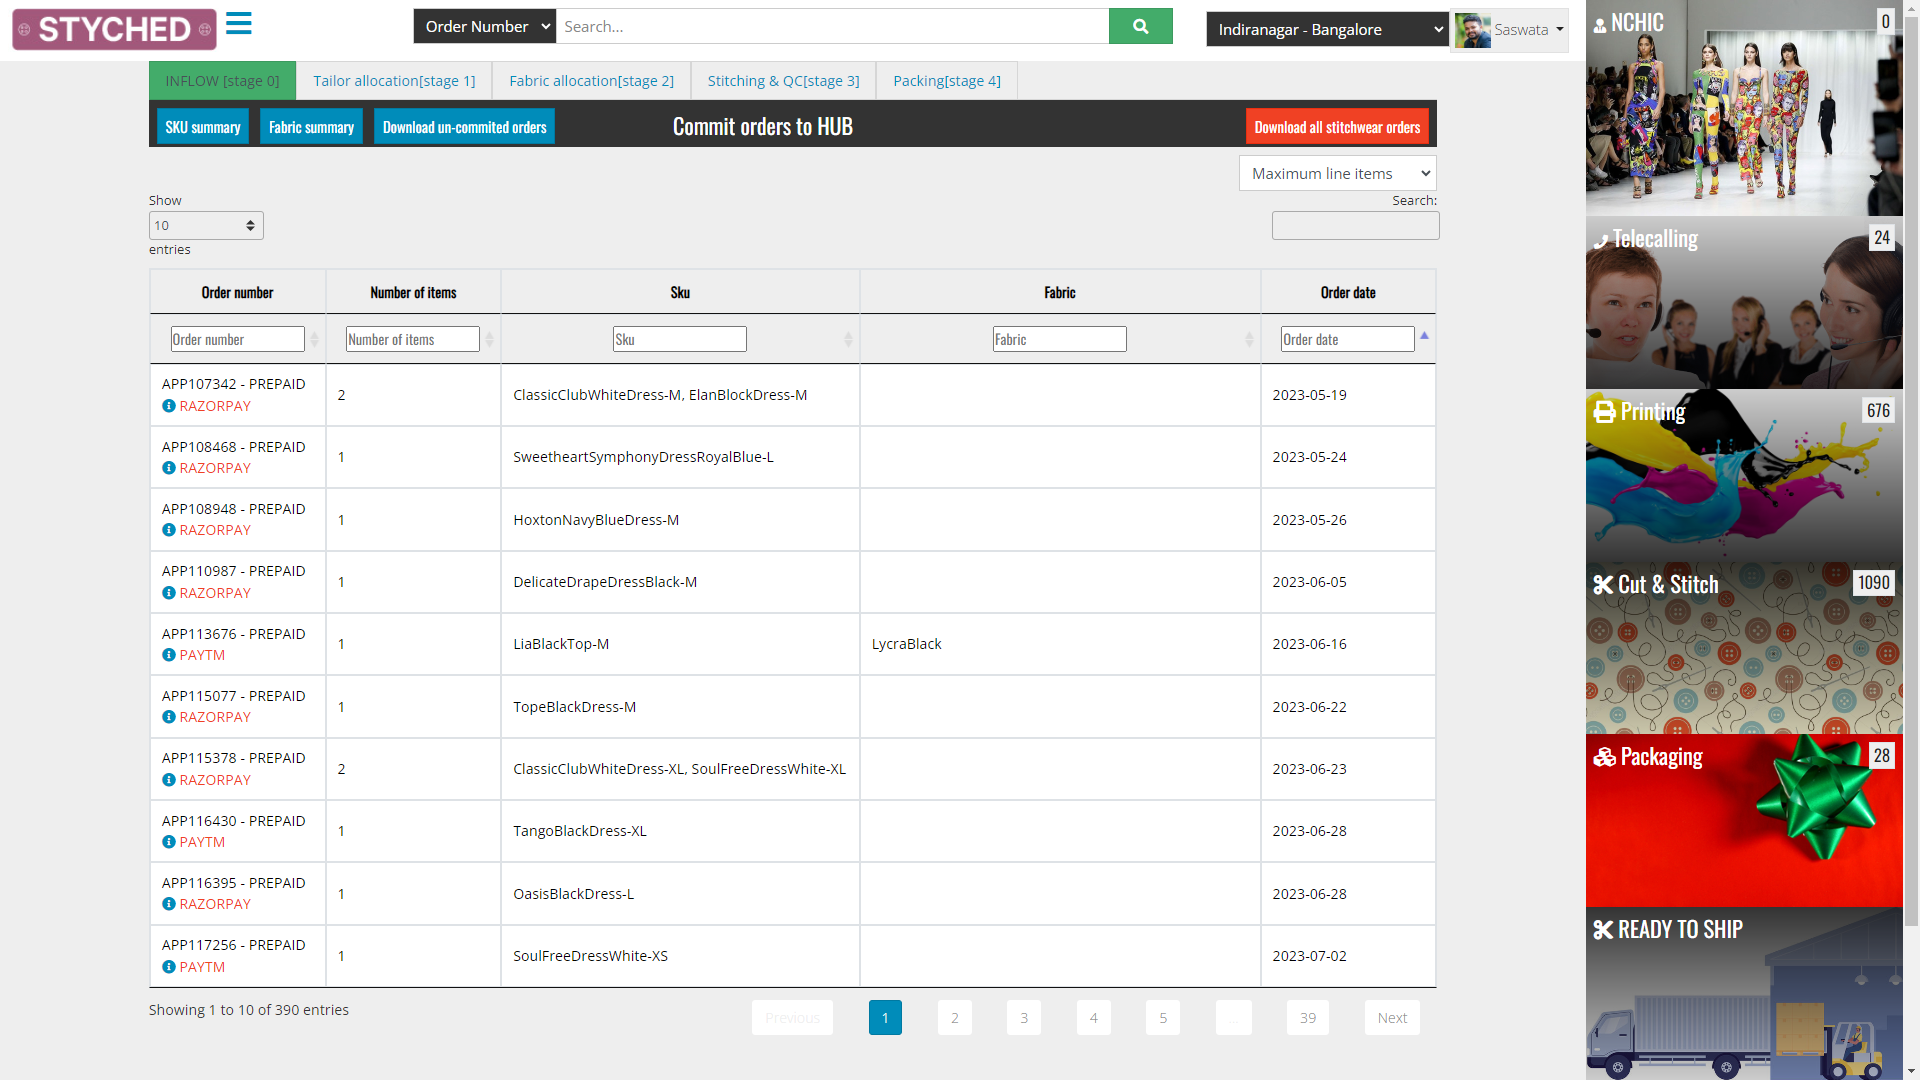 STYCHED
Order Number
Search...
Indiranagar - Bangalore
Saswata
INFLOW [stage 0]
Tailor allocation[stage 1]
Fabric allocation[stage 2]
Stitching & QC[stage 3]
Packing[stage 4]
SKU summary
Fabric summary
Download un-commited orders
Commit orders to HUB
Download all stitchwear orders
Maximum line items
Show
10
entries
Search:
Order number Number of items Sku Fabric Order date
Order number Number of items Sku Fabric Order date
APP107342 - PREPAID
RAZORPAY
2
ClassicClubWhiteDress-M, ElanBlockDress-M
2023-05-19
APP108468 - PREPAID
RAZORPAY
1
SweetheartSymphonyDressRoyalBlue-L
2023-05-24
APP108948 - PREPAID
RAZORPAY
1
HoxtonNavyBlueDress-M
2023-05-26
APP110987 - PREPAID
RAZORPAY
1
DelicateDrapeDressBlack-M
2023-06-05
APP113676 - PREPAID
PAYTM
1
LiaBlackTop-M
LycraBlack
2023-06-16
APP115077 - PREPAID
RAZORPAY
1
TopeBlackDress-M
2023-06-22
APP115378 - PREPAID
RAZORPAY
2
ClassicClubWhiteDress-XL, SoulFreeDressWhite-XL
2023-06-23
APP116430 - PREPAID
PAYTM
1
TangoBlackDress-XL
2023-06-28
APP116395 - PREPAID
RAZORPAY
1
OasisBlackDress-L
2023-06-28
APP117256 - PREPAID
PAYTM
1
SoulFreeDressWhite-XS
2023-07-02
Showing 1 to 10 of 390 entries
Previous 1 2 3 4 5 ... 39 Next
NCHIC 0
Telecalling 24
Printing 676
Cut & Stitch 1090
Packaging 28
READY TO SHIP